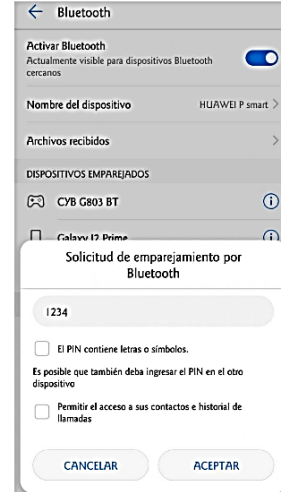 Bluetooth
Activar Bluetooth
Actualmente visible para dispositivos Bluetooth
cercanos
Nombre del dispositivo HUAWEI P smart
Archivos recibidos
DISPOSITIVOS EMPAREJADOS
CYB G803 BT
Galaxy J2 Prime
Solicitud de emparejamiento por
Bluetooth
1234
El PIN contiene letras o símbolos.
Es posible que también deba ingresar el PIN en el otro
dispositivo
Permitir el acceso a sus contactos e historial de
llamadas
CANCELAR ACEPTAR